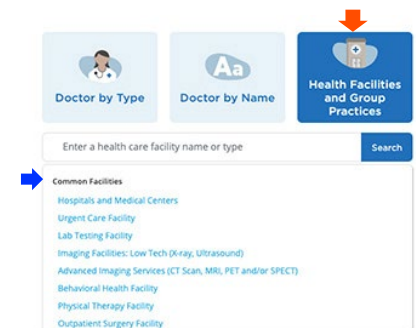 Aa
Doctor by Type
Doctor by Name
Health Facilities
and Group
Practices
Enter a health care facility name or type
Search
Common Facilities
Hospitals and Medical Centers
Urgent Care Facility
Lab Testing Facility
Imaging Facilities: Low Tech (X-ray, Ultrasound)
Advanced Imaging Services (CT Scan, MRI, PET and/or SPECT)
Behavioral Health Facility
Physical Therapy Facility
Outpatient Surgery Facility